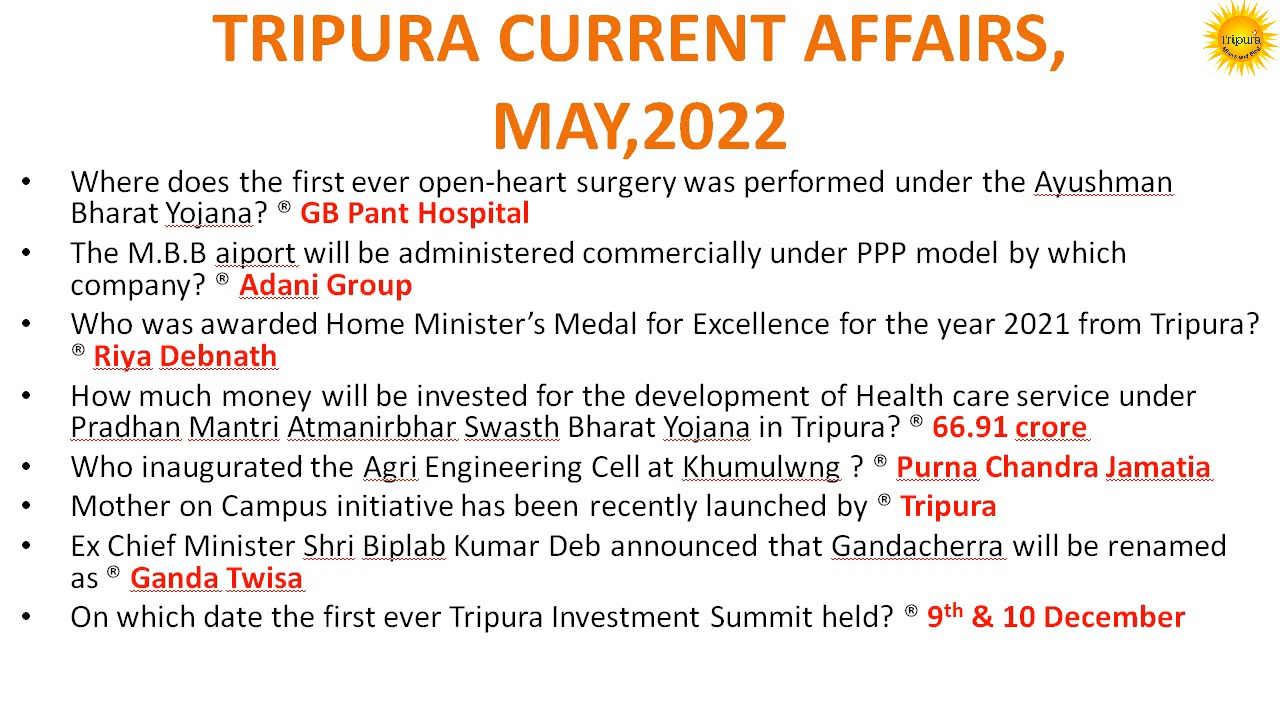 TRIPURA CURRENT AFFAIRS,
MAY,2022
Tripura
• Where does the first ever open-heart surgery was performed under the Ayushman
Bharat Yojana? ® GB Pant Hospital
• The M.B.B aiport will be administered commercially under PPP model by which
company? ® Adani Group
• Who was awarded Home Minister’s Medal for Excellence for the year 2021 from Tripura?
® Riya Debnath
• How much money will be invested for the development of Health care service under
Pradhan Mantri Atmanirbhar Swasth Bharat Yojana in Tripura? ® 66.91 crore
• Who inaugurated the Agri Engineering Cell at Khumulwng ? ® Purna Chandra Jamatia
• Mother on Campus initiative has been recently launched by ® Tripura
• Ex Chief Minister Shri Biplab Kumar Deb announced that Gandacherra will be renamed
as ® Ganda Twisa
• On which date the first ever Tripura Investment Summit held? ® 9th & 10 December